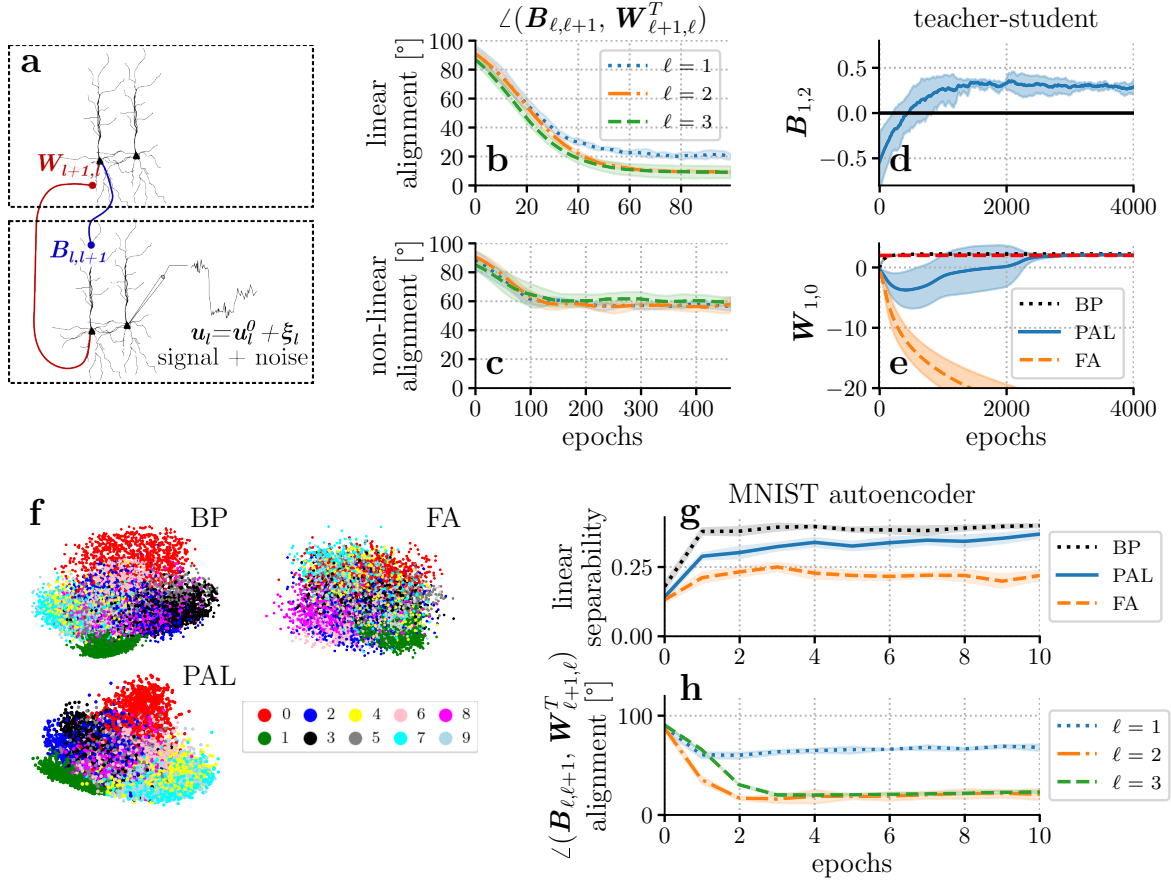 a
W_{l+1,l}
B_{l,l+1}
u_l=u_l^0+ξ_l
signal + noise
∠(B_{ℓ,ℓ+1}, W^T_{ℓ+1,ℓ})
linear
alignment [°]
100
80
60
40
20
0
0 20 40 60 80
b
ℓ = 1
ℓ = 2
ℓ = 3
non-linear
alignment
100
80
60
40
20
0
0 100 200 300 400
c
epochs
teacher-student
B_{1,2}
0.5
0.0
−0.5
0 2000 4000
d
W_{1,0}
0
−10
−20
0 2000 4000
e
BP
PAL
FA
epochs
f
BP
FA
PAL
0 2 4 6 8
1 3 5 7 9
MNIST autoencoder
g
linear
separability
0.25
0.00
0 2 4 6 8 10
BP
PAL
FA
h
∠(B_{ℓ,ℓ+1}, W^T_{ℓ+1,ℓ})
alignment [°]
100
0
0 2 4 6 8 10
epochs
ℓ = 1
ℓ = 2
ℓ = 3